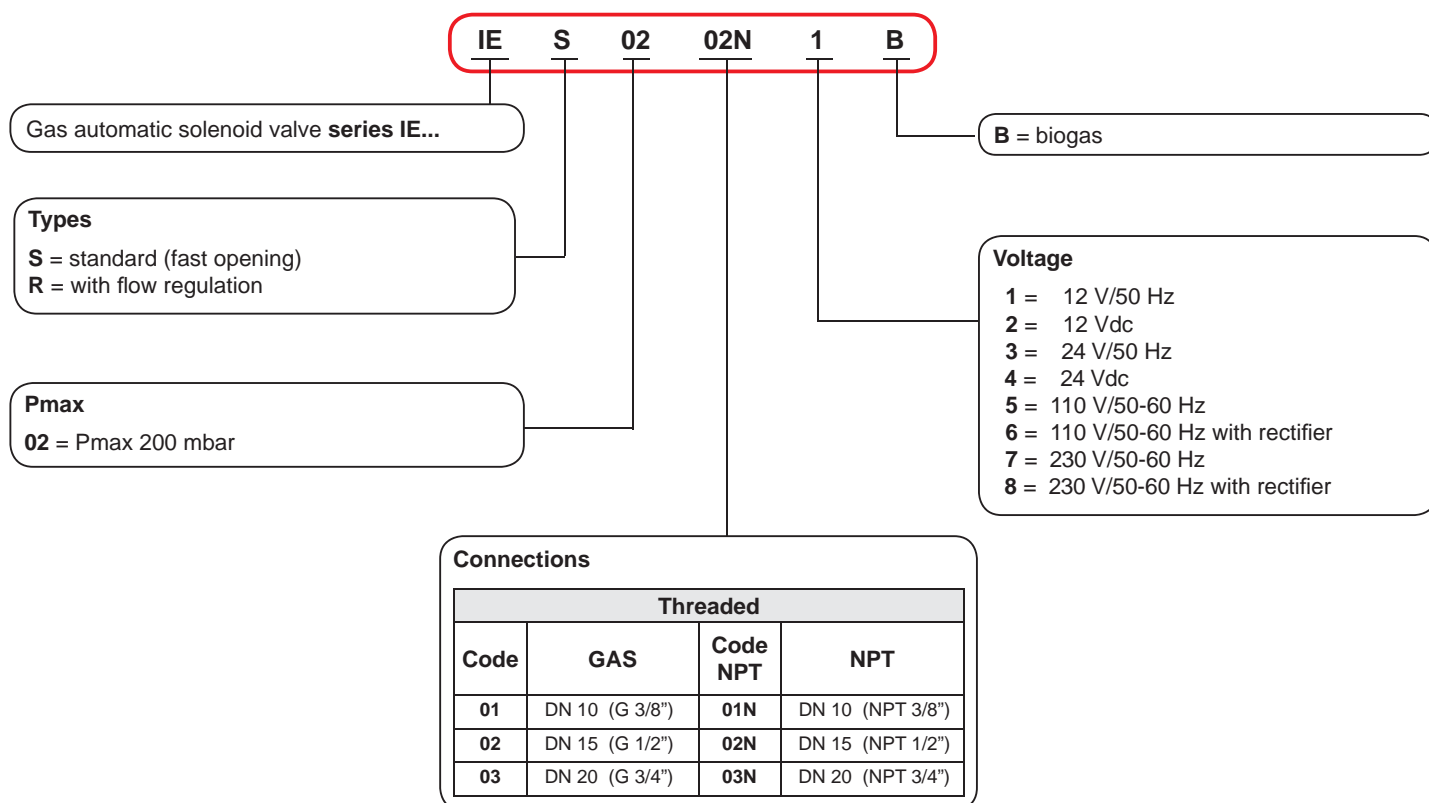 IE S 02 02N 1 B
Gas automatic solenoid valve series IE...
B = biogas
Types
S = standard (fast opening)
R = with flow regulation
Voltage
1 = 12 V/50 Hz
2 = 12 Vdc
3 = 24 V/50 Hz
4 = 24 Vdc
5 = 110 V/50-60 Hz
6 = 110 V/50-60 Hz with rectifier
7 = 230 V/50-60 Hz
8 = 230 V/50-60 Hz with rectifier
Pmax
02 = Pmax 200 mbar
Connections
Threaded
Code GAS Code NPT NPT
01 DN 10 (G 3/8”) 01N DN 10 (NPT 3/8”)
02 DN 15 (G 1/2”) 02N DN 15 (NPT 1/2”)
03 DN 20 (G 3/4”) 03N DN 20 (NPT 3/4”)